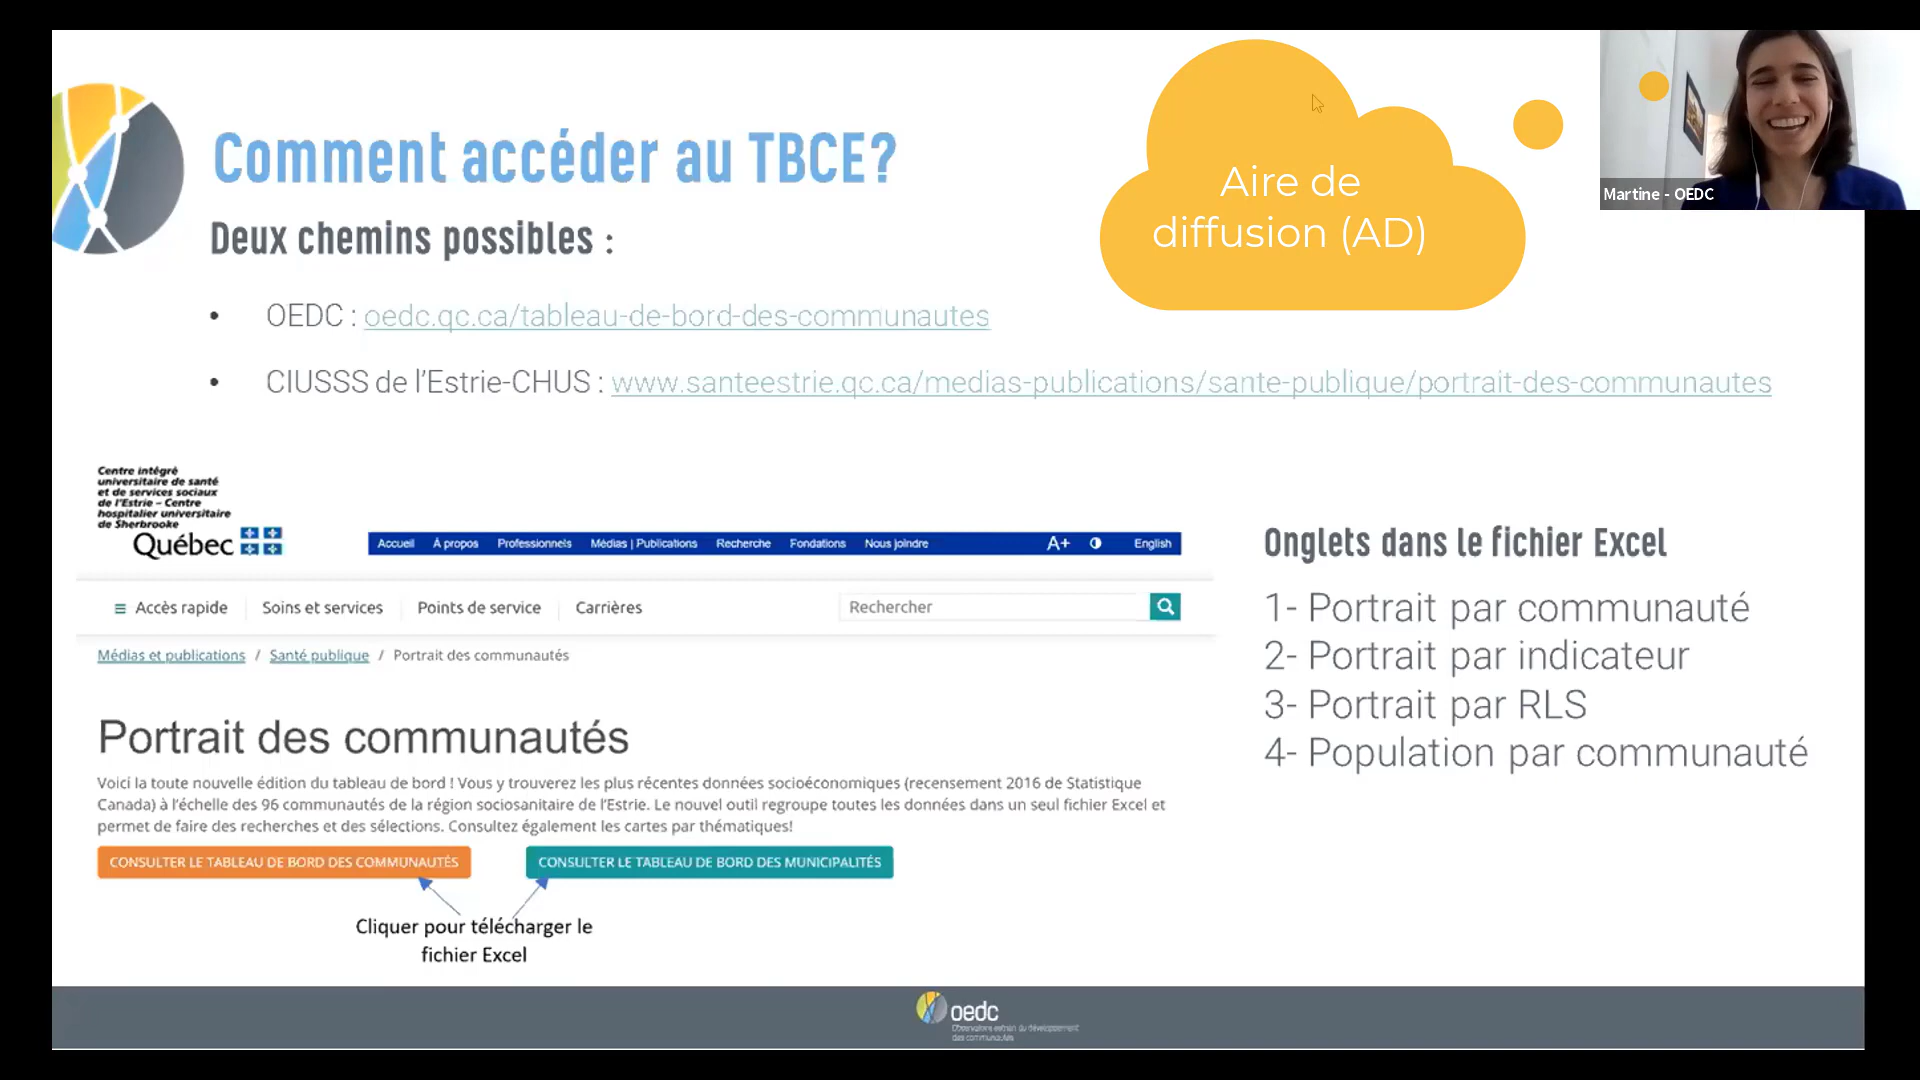 Comment accéder au TBCE?
Aire de
diffusion (AD)
Martine - OEDC
Deux chemins possibles :
• OEDC : oedc.qc.ca/tableau-de-bord-des-communautes
• CIUSSS de l'Estrie-CHUS : www.santeestrie.qc.ca/medias-publications/sante-publique/portrait-des-communautes
Centre intégré
universitaire de santé
et de services sociaux
de l'Estrie – Centre
hospitalier universitaire
de Sherbrooke
Québec
Accueil À propos Professionnels Médias | Publications Recherche Fondations Nous joindre A+ English
Accès rapide Soins et services Points de service Carrières Rechercher
Médias et publications / Santé publique / Portrait des communautés
Portrait des communautés
Voici la toute nouvelle édition du tableau de bord ! Vous y trouverez les plus récentes données socioéconomiques (recensement 2016 de Statistique
Canada) à l'échelle des 96 communautés de la région sociosanitaire de l'Estrie. Le nouvel outil regroupe toutes les données dans un seul fichier Excel et
permet de faire des recherches et des sélections. Consultez également les cartes par thématiques!
CONSULTER LE TABLEAU DE BORD DES COMMUNAUTÉS CONSULTER LE TABLEAU DE BORD DES MUNICIPALITÉS
Cliquer pour télécharger le
fichier Excel
Onglets dans le fichier Excel
1- Portrait par communauté
2- Portrait par indicateur
3- Portrait par RLS
4- Population par communauté
oedc
Observatoire estrien du développement
des communautés